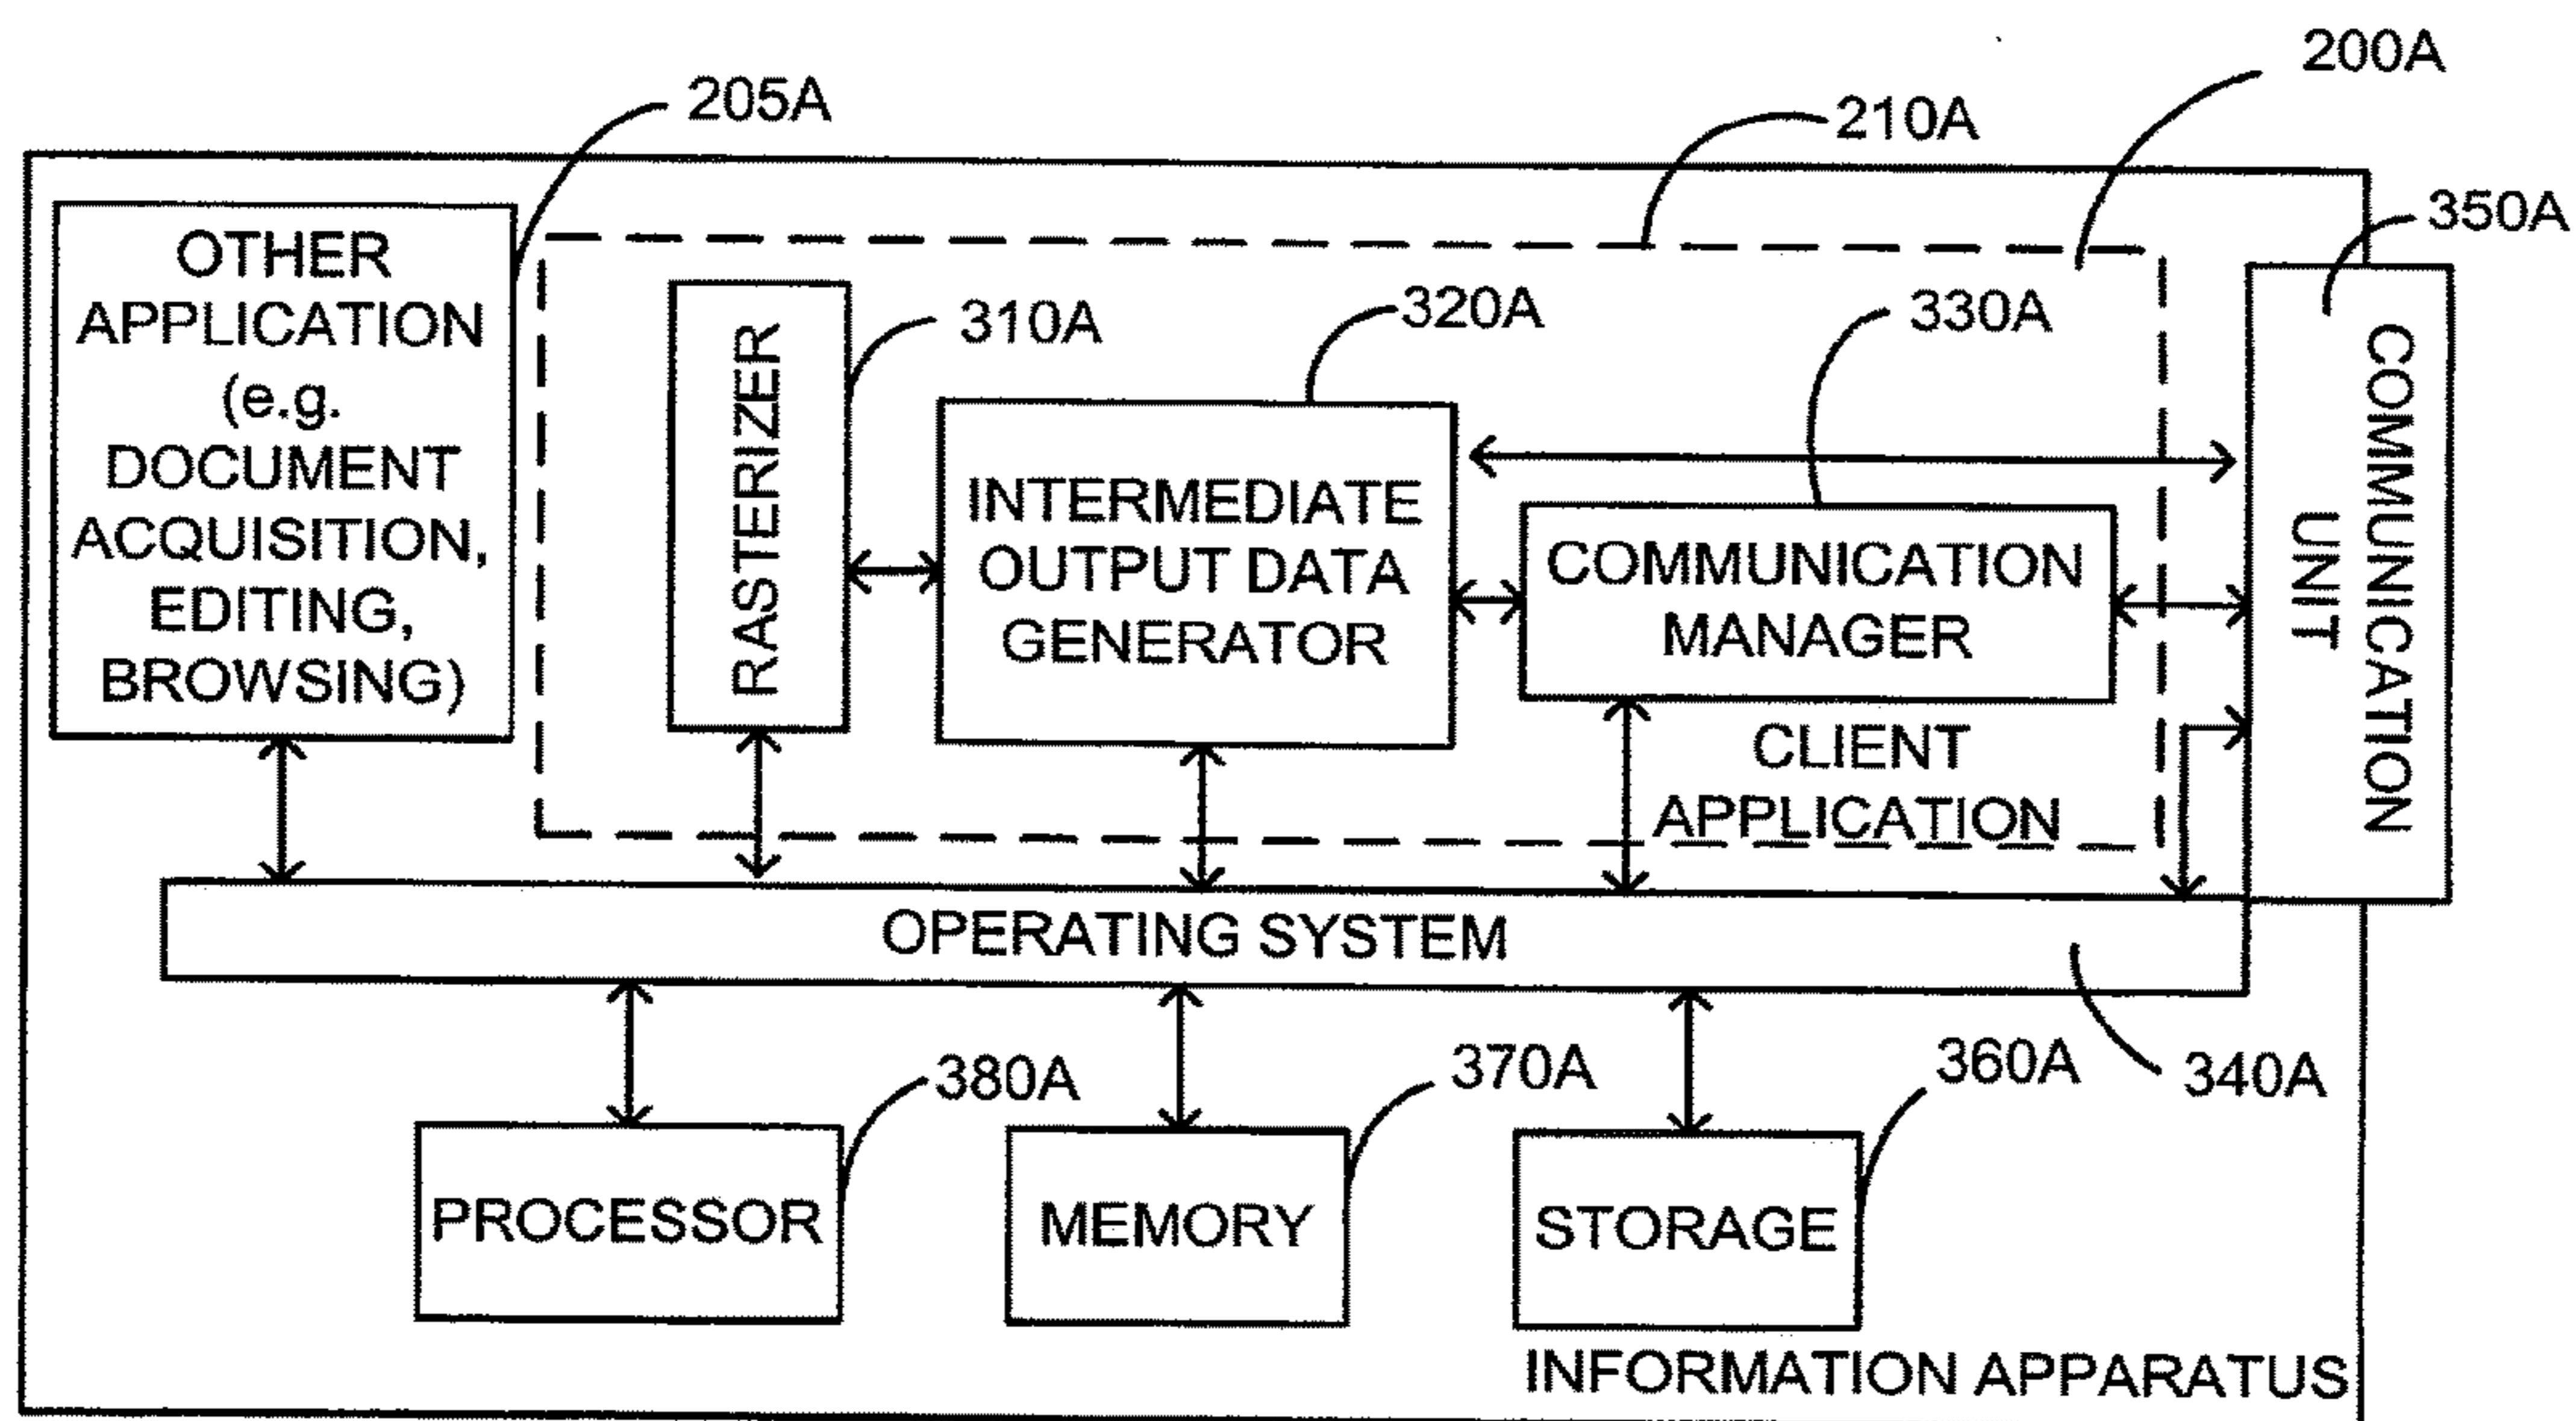 200A
205A
210A
350A
OTHER
APPLICATION
(e.g.
DOCUMENT
ACQUISITION,
EDITING,
BROWSING)
RASTERIZER
310A
320A
330A
INTERMEDIATE
OUTPUT DATA
GENERATOR
COMMUNICATION
MANAGER
CLIENT
APPLICATION
COMMUNICATION
UNIT
OPERATING SYSTEM
380A
370A
360A
340A
PROCESSOR
MEMORY
STORAGE
INFORMATION APPARATUS